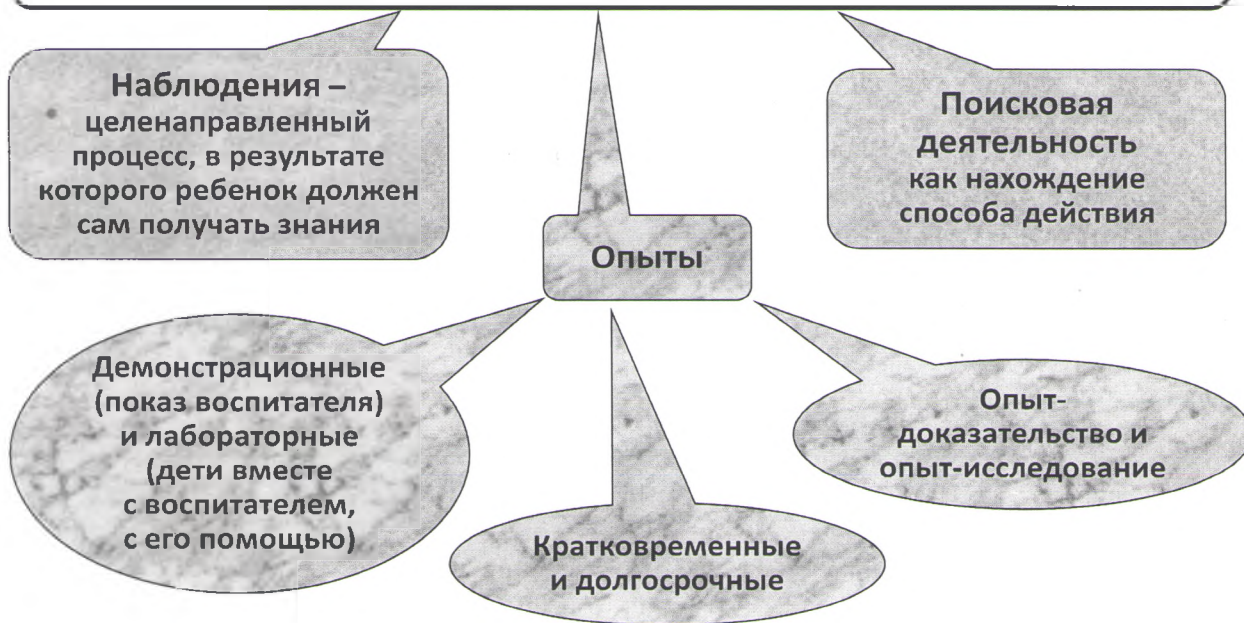 Наблюдения –
целенаправленный
процесс, в результате
которого ребенок должен
сам получать знания
Поисковая
деятельность
как нахождение
способа действия
Опыты
Демонстрационные
(показ воспитателя)
и лабораторные
(дети вместе
с воспитателем,
с его помощью)
Опыт-
доказательство и
опыт-исследование
Кратковременные
и долгосрочные